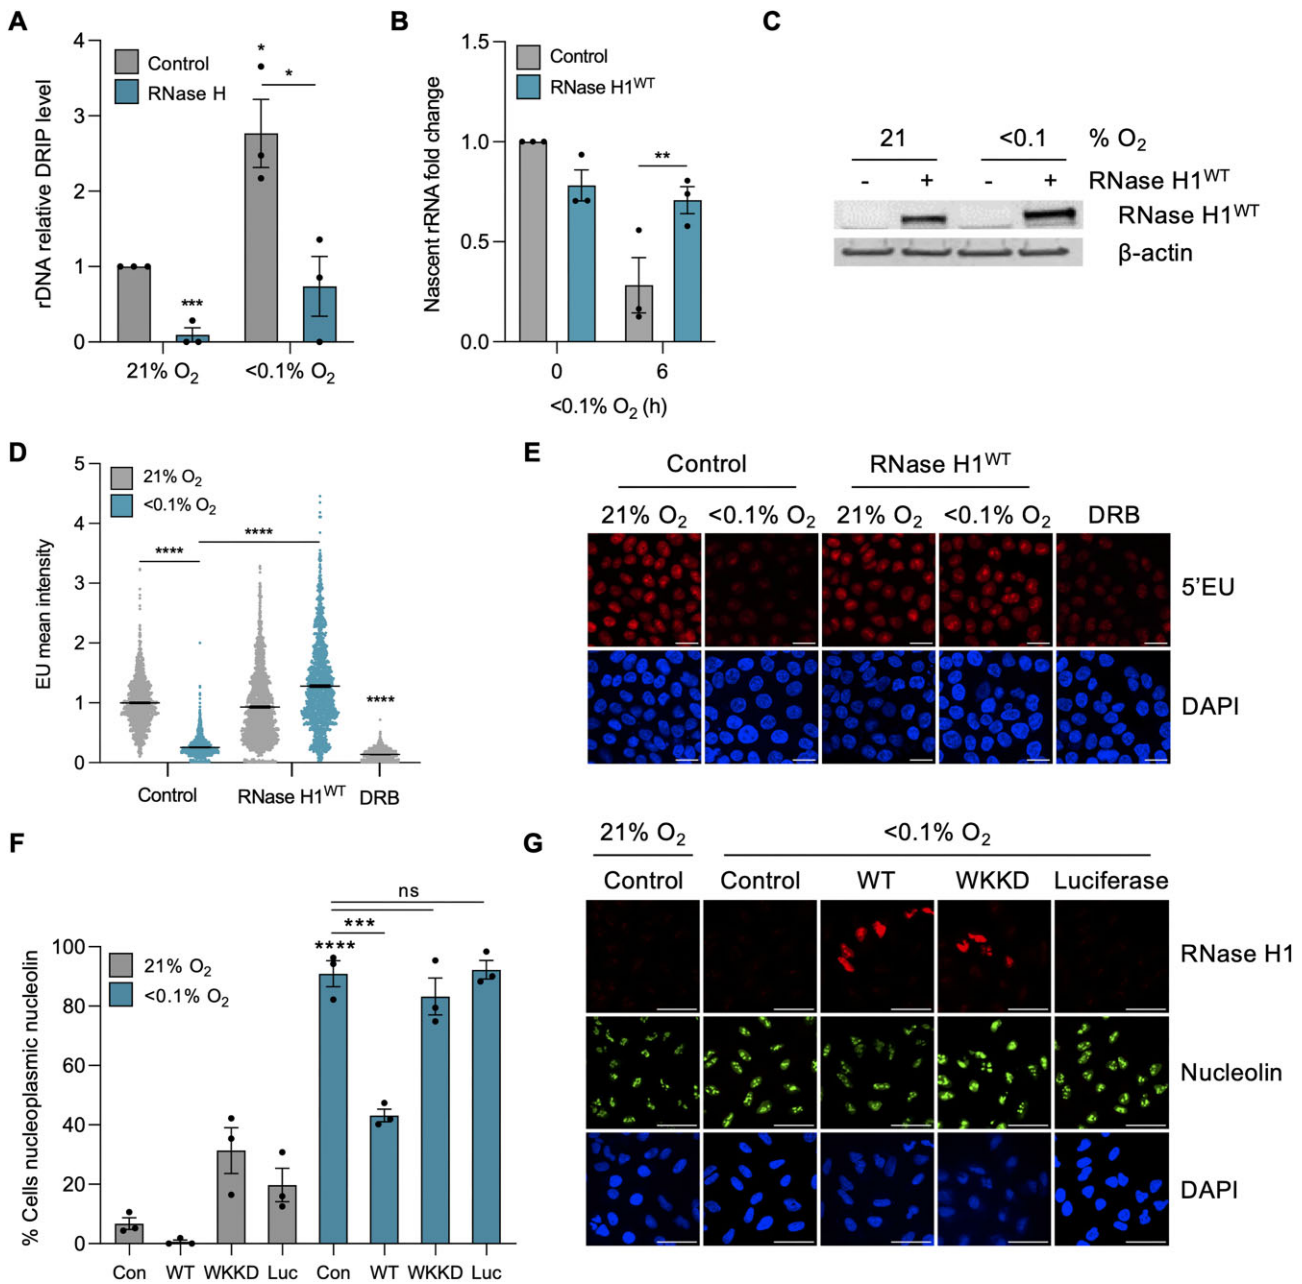 A
4
3
2
1
0
rDNA relative DRIP level
Control
RNase H
*
*
***
21% O2
<0.1% O2
B
1.5
1.0
0.5
0.0
Nascent rRNA fold change
Control
RNase H1WT
**
0
6
<0.1% O2 (h)
C
21
<0.1
% O2
-
+
-
+
RNase H1WT
RNase H1WT
β-actin
D
5
4
3
2
1
0
EU mean intensity
21% O2
<0.1% O2
****
****
****
Control
RNase H1WT
DRB
E
Control
RNase H1WT
21% O2
<0.1% O2
21% O2
<0.1% O2
DRB
5'EU
DAPI
F
100
80
60
40
20
0
% Cells nucleoplasmic nucleolin
21% O2
<0.1% O2
ns
***
****
Con
WT
WKKD
Luc
Con
WT
WKKD
Luc
G
21% O2
<0.1% O2
Control
Control
WT
WKKD
Luciferase
RNase H1
Nucleolin
DAPI